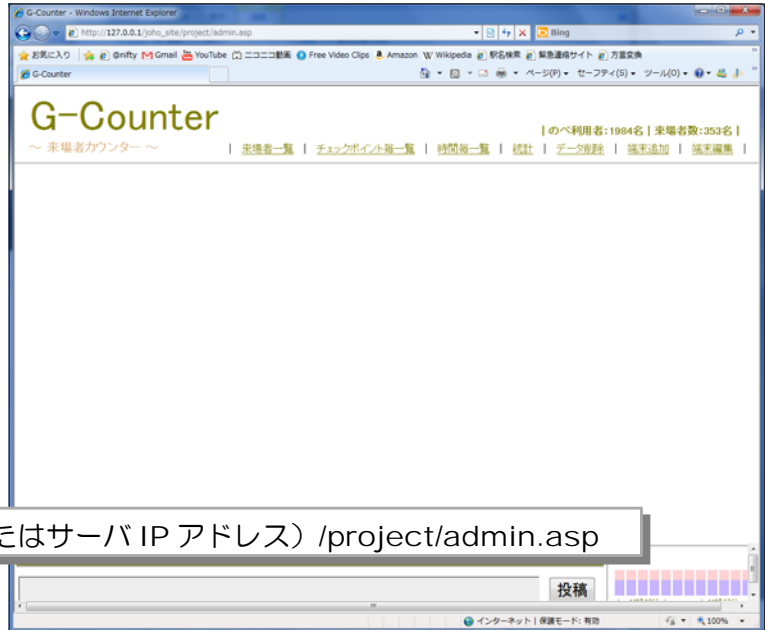 G-Counter - Windows Internet Explorer
http://127.0.0.1/joho_site/project/admin.asp
Bing
お気に入り @nifty Gmail YouTube ニコニコ動画 Free Video Clips Amazon Wikipedia 駅名検索 緊急連絡サイト 方言変換
G-Counter
ページ(P) セーフティ(S) ツール(O)
G-Counter
|のべ利用者:1984名|来場者数:353名|
～ 来場者カウンター ～
| 来場者一覧 | チェックポイント毎一覧 | 時間毎一覧 | 統計 | データ削除 | 端末追加 | 端末編集 |
たはサーバ IP アドレス）/project/admin.asp
投稿
インターネット | 保護モード: 有効
100%